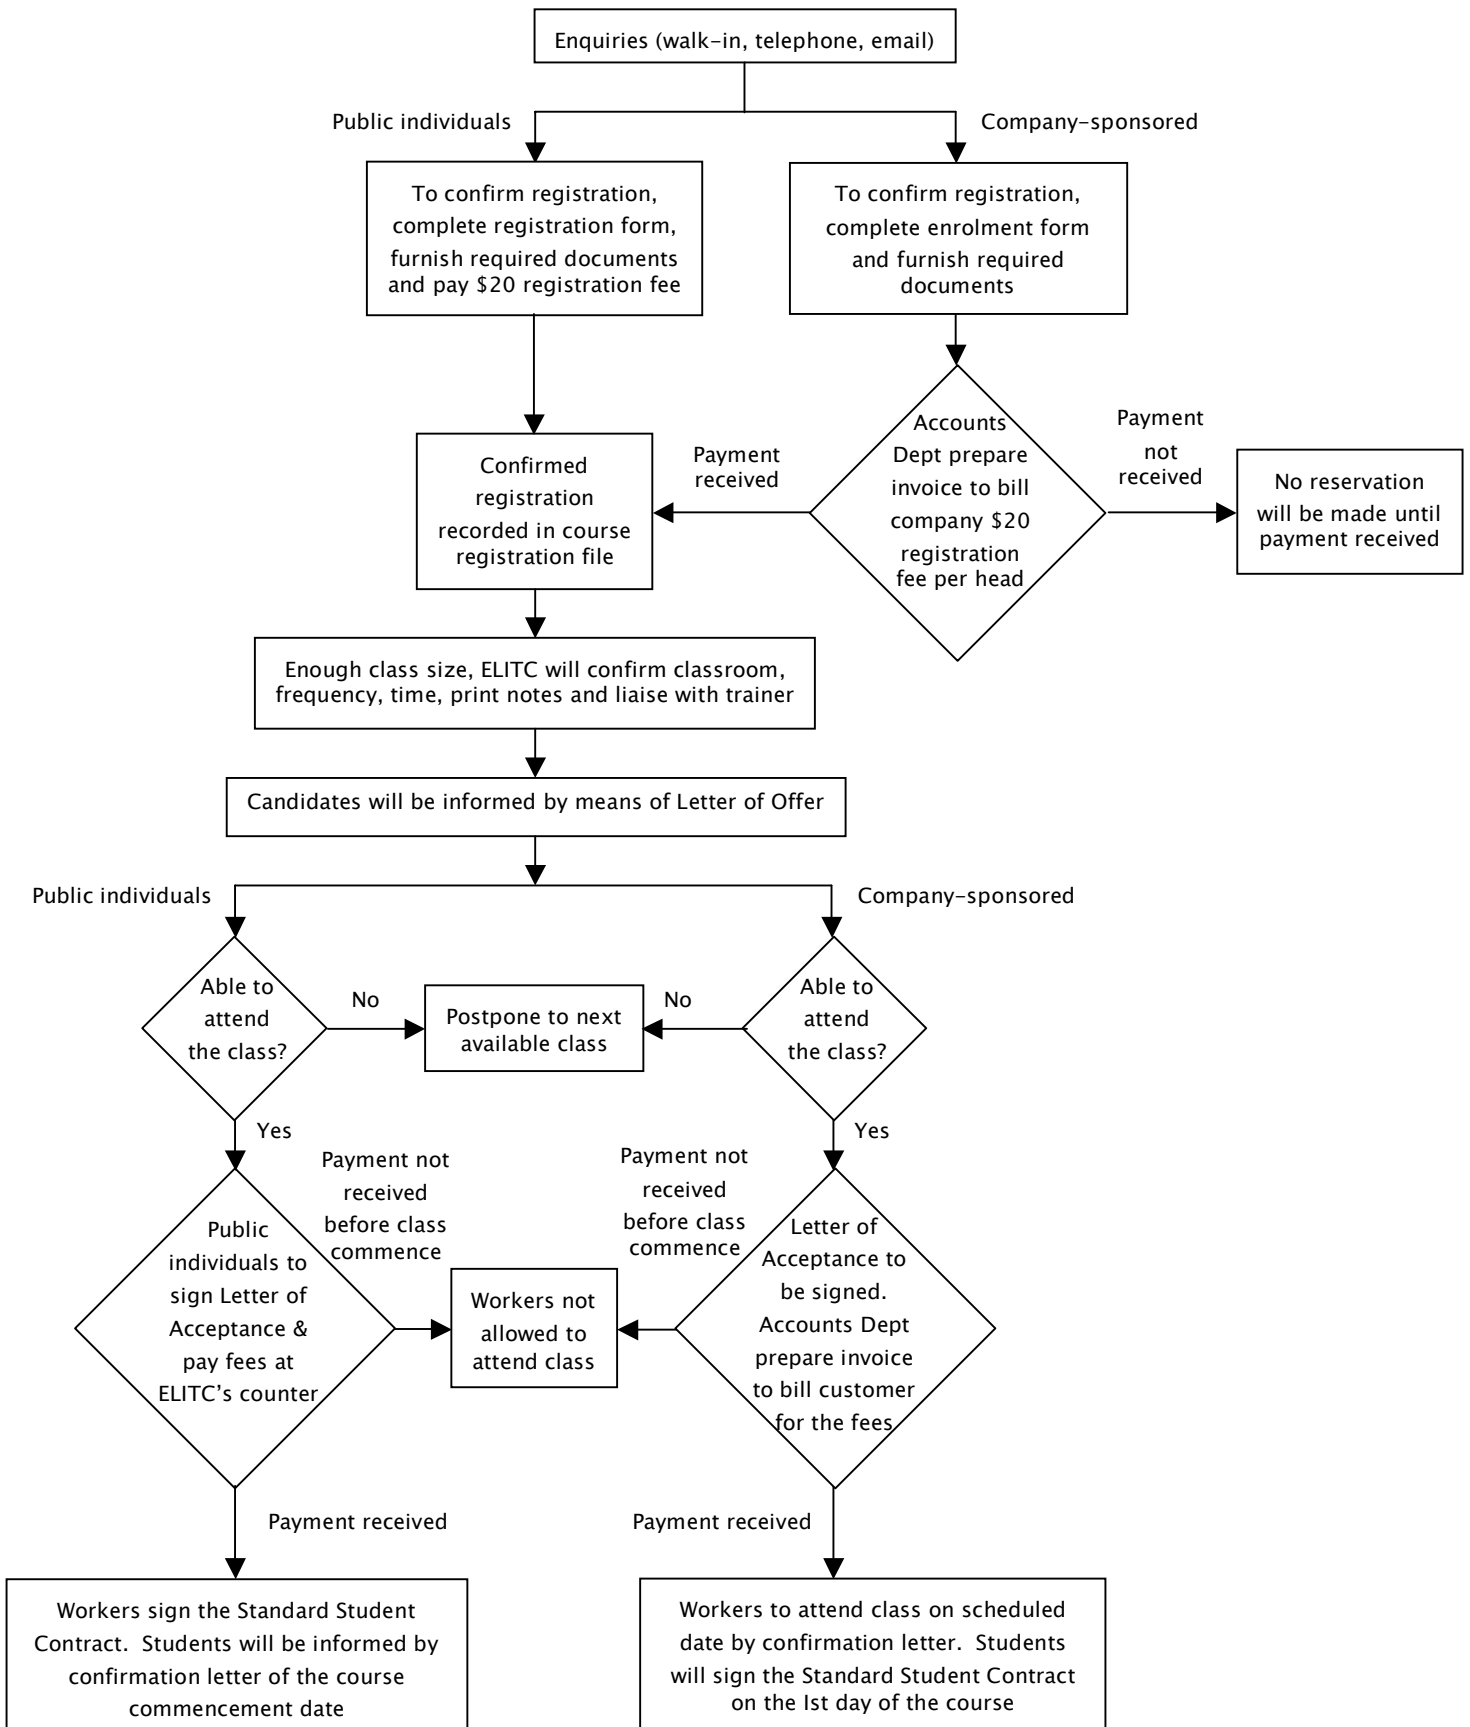 Enquiries (walk-in, telephone, email)
Public individuals
Company-sponsored
To confirm registration,
complete registration form,
furnish required documents
and pay $20 registration fee
To confirm registration,
complete enrolment form
and furnish required
documents
Accounts
Dept prepare
invoice to bill
company $20
registration
fee per head
Payment
not
received
No reservation
will be made until
payment received
Payment
received
Confirmed
registration
recorded in course
registration file
Enough class size, ELITC will confirm classroom,
frequency, time, print notes and liaise with trainer
Candidates will be informed by means of Letter of Offer
Public individuals
Company-sponsored
Able to
attend
the class?
No
Postpone to next
available class
No
Able to
attend
the class?
Yes
Yes
Payment not
received
before class
commence
Payment not
received
before class
commence
Public
individuals to
sign Letter of
Acceptance &
pay fees at
ELITC's counter
Workers not
allowed to
attend class
Letter of
Acceptance to
be signed.
Accounts Dept
prepare invoice
to bill customer
for the fees
Payment received
Payment received
Workers sign the Standard Student
Contract.  Students will be informed by
confirmation letter of the course
commencement date
Workers to attend class on scheduled
date by confirmation letter.  Students
will sign the Standard Student Contract
on the Ist day of the course